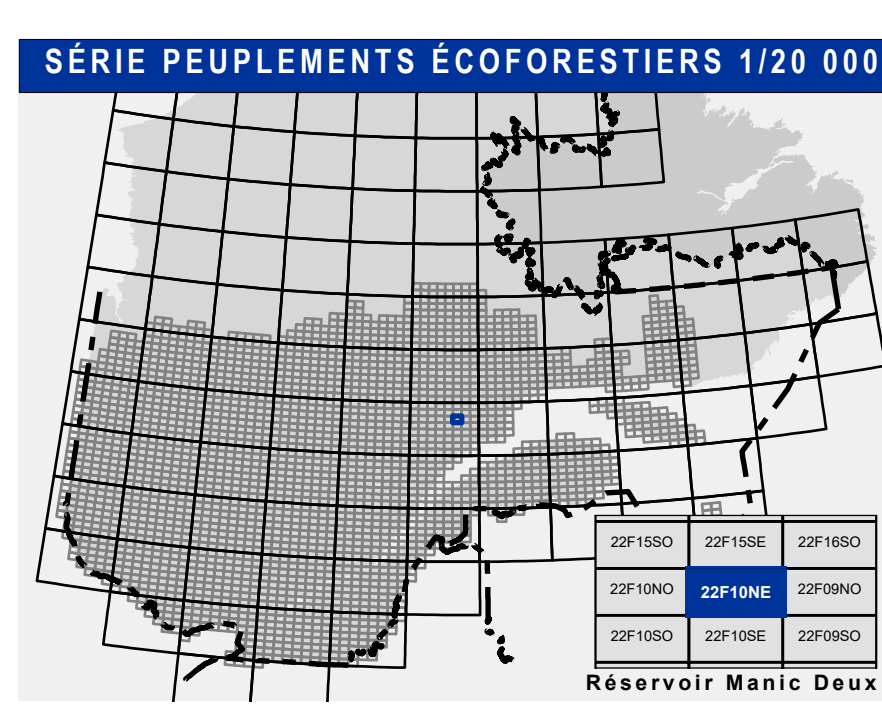 SÉRIE PEUPLEMENTS ÉCOFORESTIERS 1/20 000
22F15SO 22F15SE 22F16SO
22F10NO 22F10NE 22F09NO
22F10SO 22F10SE 22F09SO
Réservoir Manic Deux